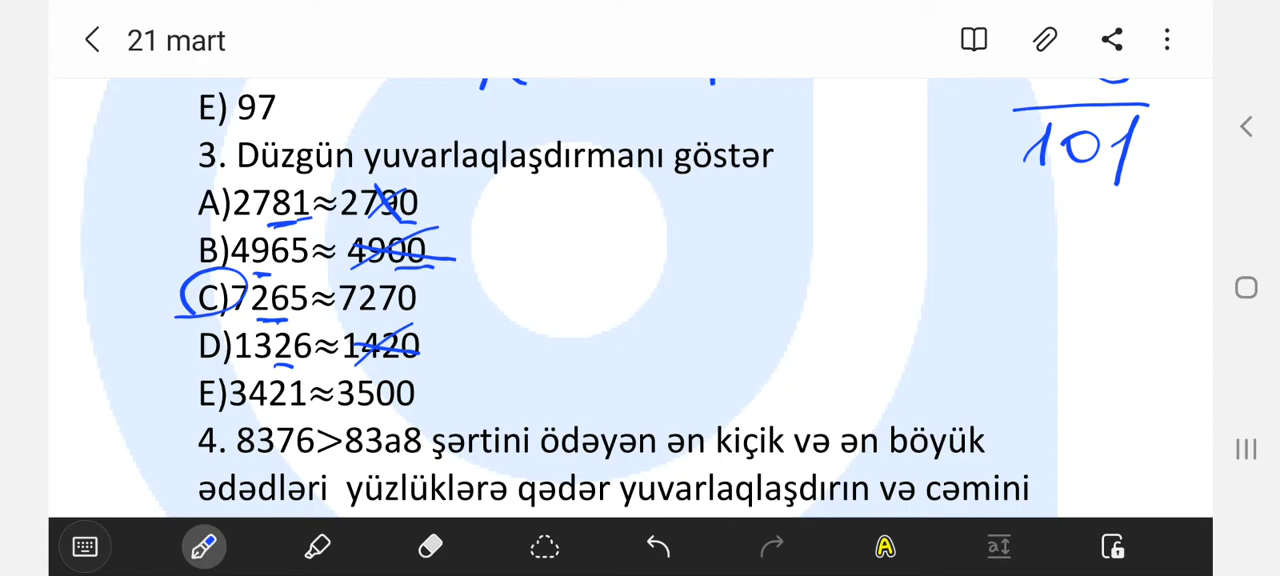 21 mart
E) 97
101
3. Düzgün yuvarlaqlaşdırmanı göstər
A)2781≈2790
B)4965≈ 4900
C)7265≈7270
D)1326≈1420
E)3421≈3500
4. 8376>83a8 şərtini ödəyən ən kiçik və ən böyük
ədədləri yüzlüklərə qədər yuvarlaqlaşdırın və cəmini
A
a